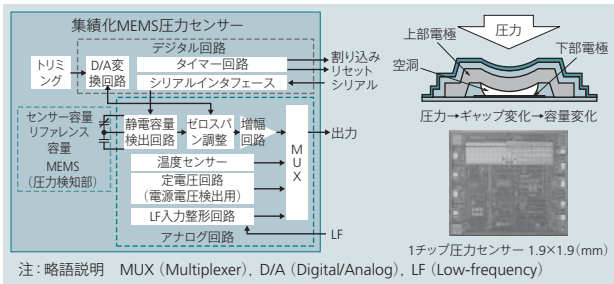 集積化MEMS圧力センサー
デジタル回路
トリミ
ング
D/A変
換回路
タイマー回路
シリアルインタフェース
割り込み
リセット
シリアル
センサー容量
リファレンス
容量
MEMS
（圧力検知部）
静電容量
検出回路
ゼロスパ
ン調整
増幅
回路
M
U
X
出力
温度センサー
定電圧回路
（電源電圧検出用）
LF入力整形回路
アナログ回路
LF
圧力
上部電極
下部電極
空洞
圧力→ギャップ変化→容量変化
1チップ圧力センサー 1.9×1.9（mm）
注：略語説明　MUX（Multiplexer），D/A（Digital/Analog），LF（Low-frequency）